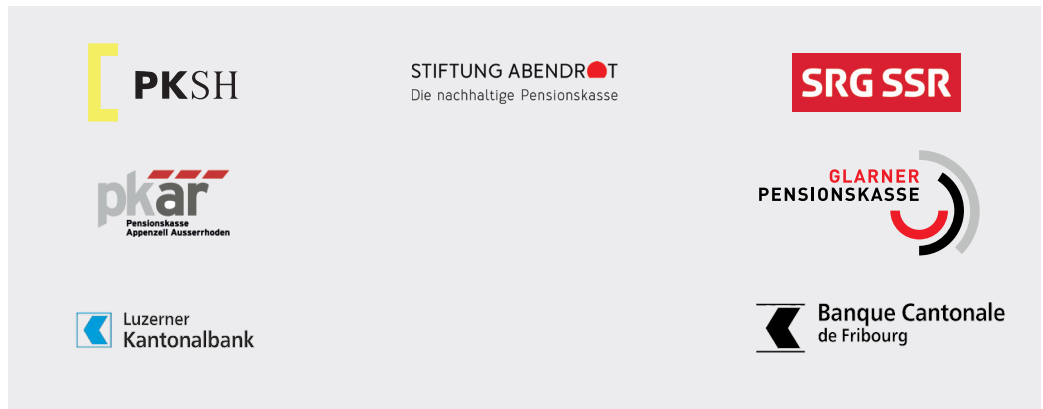 PKSH
STIFTUNG ABENDROT
Die nachhaltige Pensionskasse
SRG SSR
pkar
Pensionskasse
Appenzell Ausserrhoden
GLARNER
PENSIONSKASSE
Luzerner
Kantonalbank
Banque Cantonale
de Fribourg